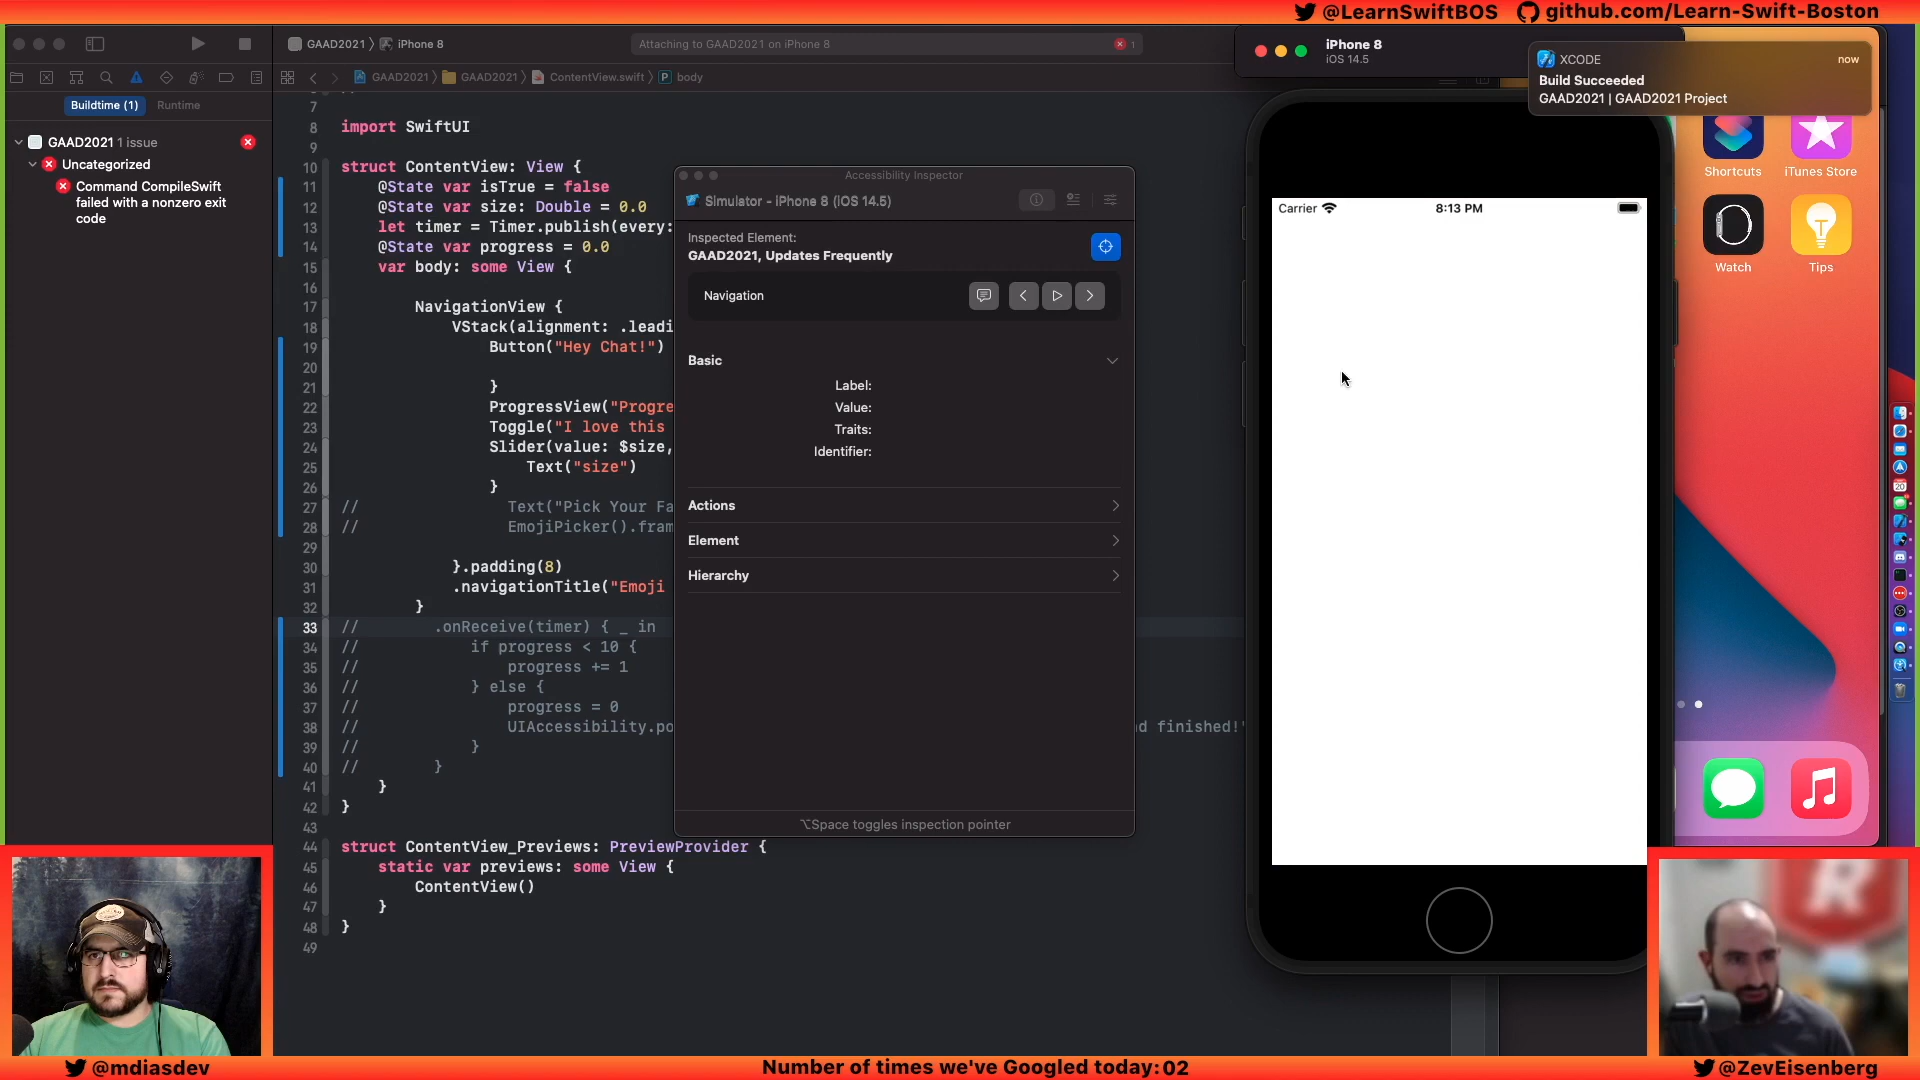 @LearnSwiftBOS github.com/Learn-Swift-Boston
GAAD2021 〉 iPhone 8
Attaching to GAAD2021 on iPhone 8
1
iPhone 8
iOS 14.5
XCODE
now
Build Succeeded
GAAD2021 | GAAD2021 Project
GAAD2021 〉 GAAD2021 〉 ContentView.swift 〉 P body
Buildtime (1) Runtime
GAAD2021 1 issue
Uncategorized
Command CompileSwift
failed with a nonzero exit
code
7
8 import SwiftUI
9
10 struct ContentView: View {
11 @State var isTrue = false
12 @State var size: Double = 0.0
13 let timer = Timer.publish(every:
14 @State var progress = 0.0
15 var body: some View {
16
17 NavigationView {
18 VStack(alignment: .leadi
19 Button("Hey Chat!")
20
21 }
22 ProgressView("Progre
23 Toggle("I love this
24 Slider(value: $size,
25 Text("size")
26 }
27 // Text("Pick Your Fa
28 // EmojiPicker().fram
29
30 }.padding(8)
31 .navigationTitle("Emoji
32 }
33 // .onReceive(timer) { _ in
34 // if progress < 10 {
35 // progress += 1
36 // } else {
37 // progress = 0
38 // UIAccessibility.po d finished!"
39 // }
40 // }
41 }
42 }
43
44 struct ContentView_Previews: PreviewProvider {
45 static var previews: some View {
46 ContentView()
47 }
48 }
49
Accessibility Inspector
Simulator - iPhone 8 (iOS 14.5)
Inspected Element:
GAAD2021, Updates Frequently
Navigation
Basic
Label:
Value:
Traits:
Identifier:
Actions
Element
Hierarchy
⌥Space toggles inspection pointer
Carrier 8:13 PM
Shortcuts iTunes Store
Watch Tips
20
R
@mdiasdev
Number of times we've Googled today: 02
@ZevEisenberg